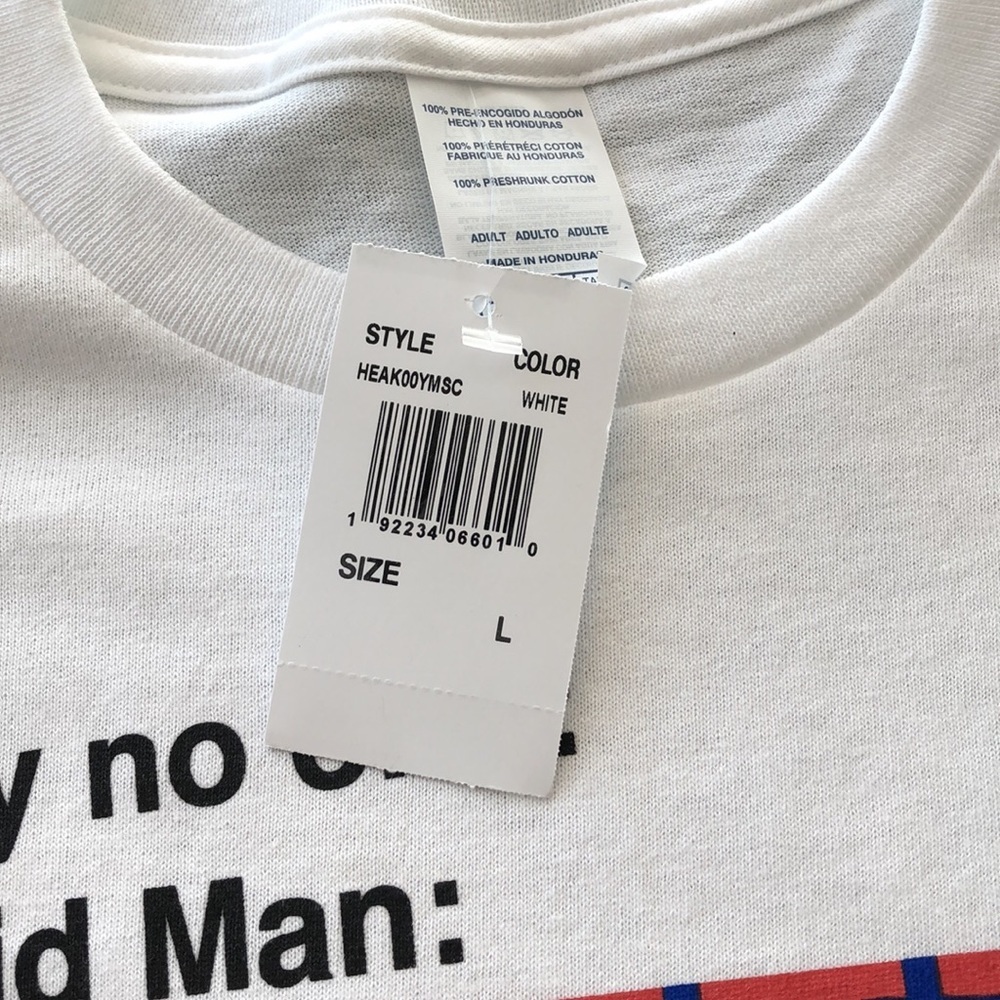 100% PRE-ENCOGIDO ALGODÓN
HECHO EN HONDURAS
100% PRÉRÉTRÉCI COTON
FABRIQUE AU HONDURAS
100% PRESHRUNK COTTON
ADULT ADULTO ADULTE
MADE IN HONDURAS
STYLE
COLOR
HEAK00YMSC
WHITE
1 92234 06601 0
SIZE
L
y no
id Man: